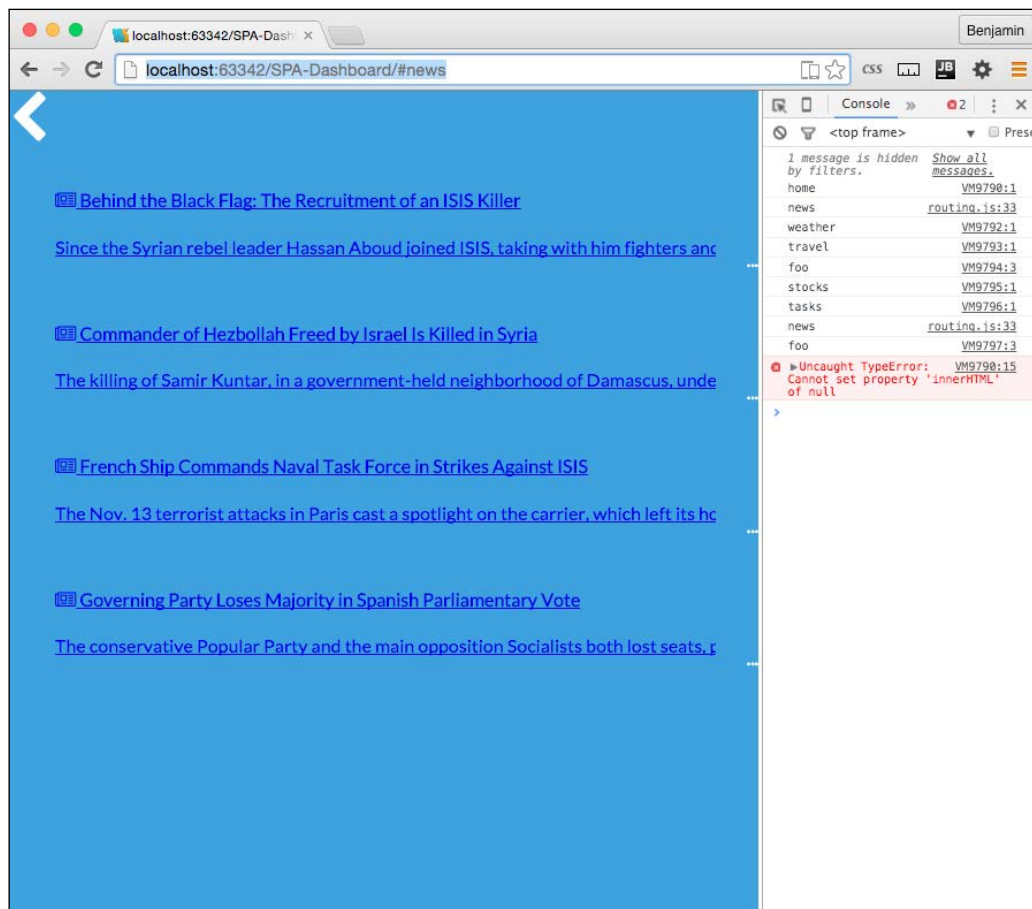 localhost:63342/SPA-Dash
Benjamin
localhost:63342/SPA-Dashboard/#news
CSS
JB
Console
2
<top frame>
Prese
1 message is hidden by filters.
Show all messages.
home VM9790:1
news routing.js:33
weather VM9792:1
travel VM9793:1
foo VM9794:3
stocks VM9795:1
tasks VM9796:1
news routing.js:33
foo VM9797:3
Uncaught TypeError: VM9790:15
Cannot set property 'innerHTML'
of null
Behind the Black Flag: The Recruitment of an ISIS Killer
Since the Syrian rebel leader Hassan Aboud joined ISIS, taking with him fighters and
...
Commander of Hezbollah Freed by Israel Is Killed in Syria
The killing of Samir Kuntar, in a government-held neighborhood of Damascus, unde
...
French Ship Commands Naval Task Force in Strikes Against ISIS
The Nov. 13 terrorist attacks in Paris cast a spotlight on the carrier, which left its ho
...
Governing Party Loses Majority in Spanish Parliamentary Vote
The conservative Popular Party and the main opposition Socialists both lost seats, p
...